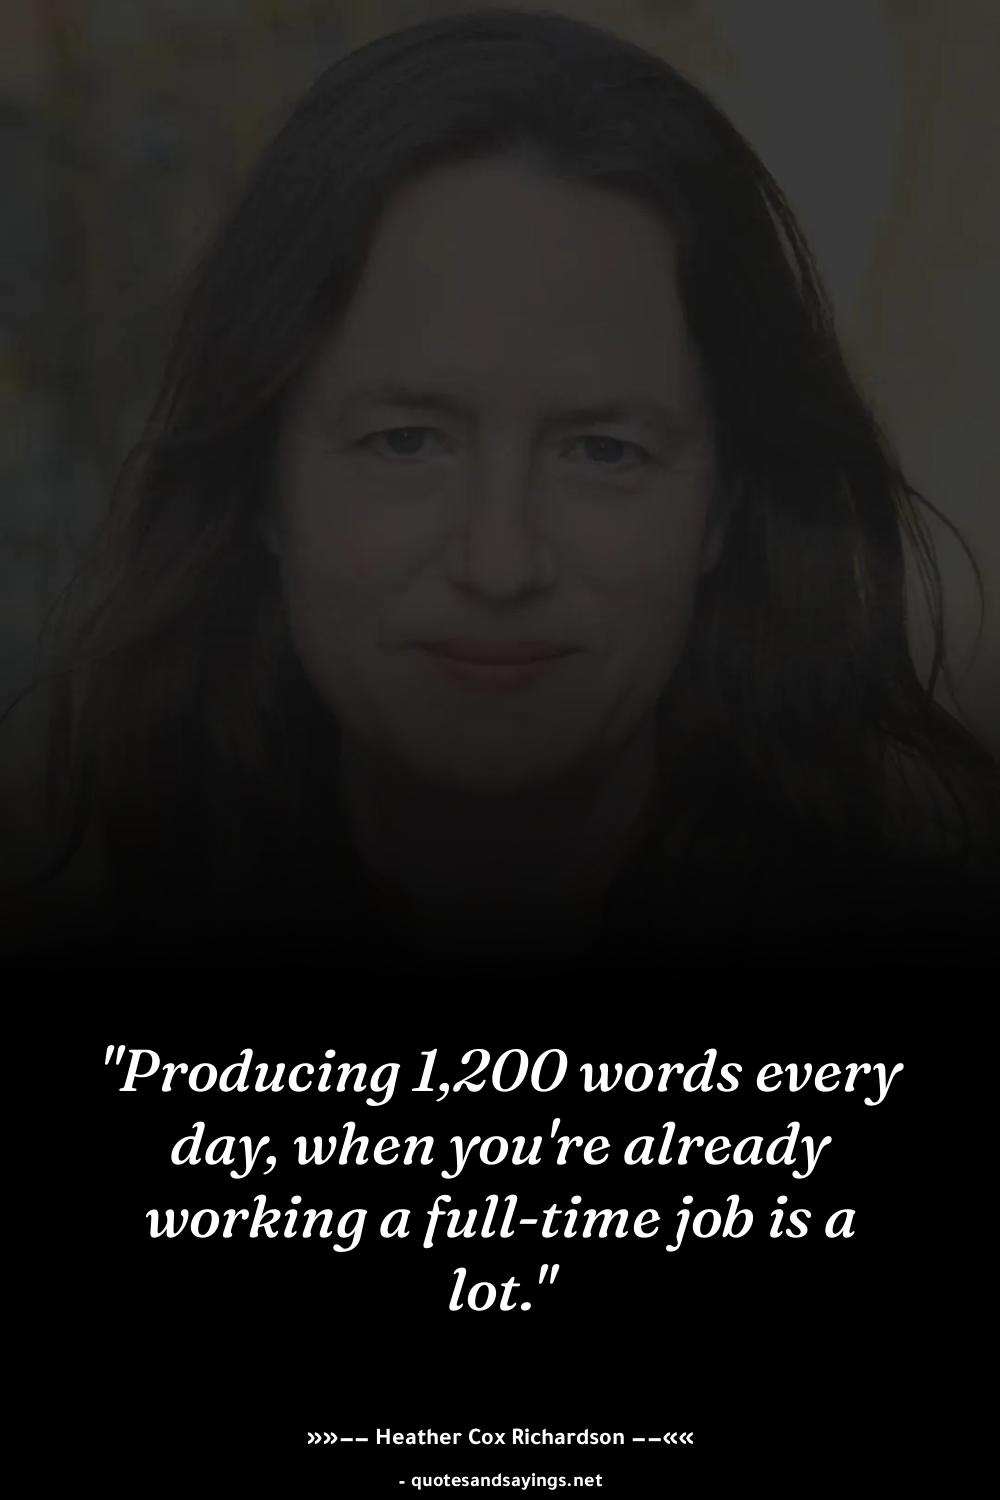 "Producing 1,200 words every
day, when you're already
working a full-time job is a
lot."
»»–– Heather Cox Richardson ––««
- quotesandsayings.net